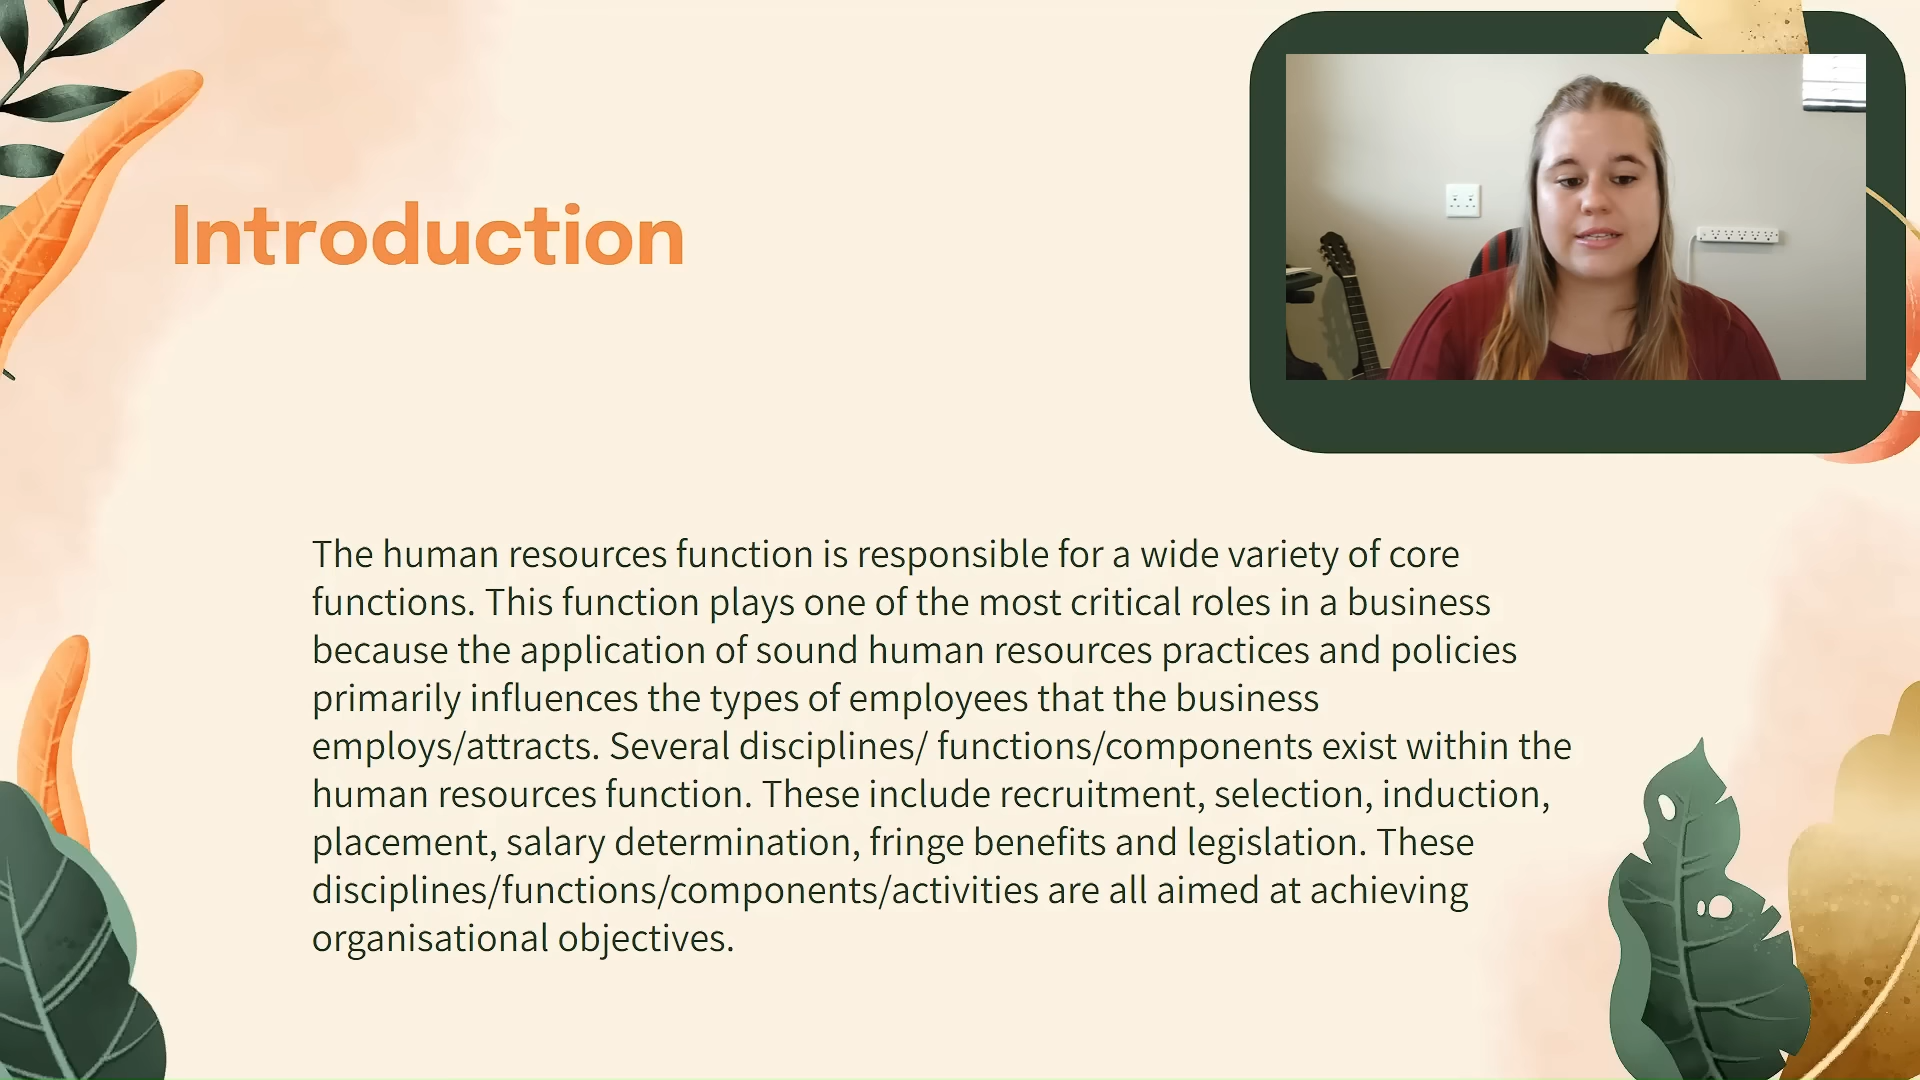 Introduction
The human resources function is responsible for a wide variety of core
functions. This function plays one of the most critical roles in a business
because the application of sound human resources practices and policies
primarily influences the types of employees that the business
employs/attracts. Several disciplines/ functions/components exist within the
human resources function. These include recruitment, selection, induction,
placement, salary determination, fringe benefits and legislation. These
disciplines/functions/components/activities are all aimed at achieving
organisational objectives.